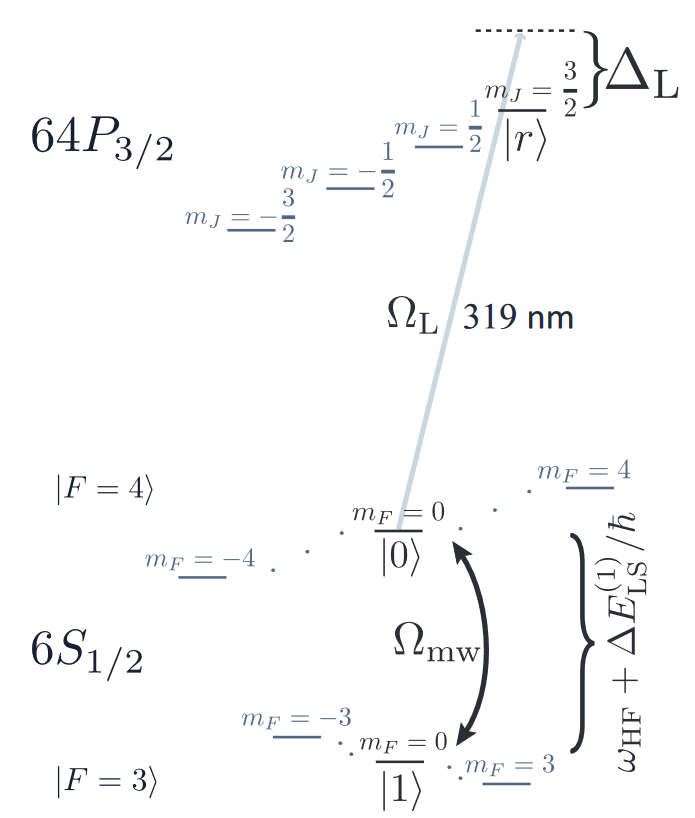 m_J = 3/2
Δ_L
|r⟩
64P_{3/2}
m_J = 1/2
m_J = −1/2
m_J = −3/2
Ω_L 319 nm
|F = 4⟩
m_F = 4
m_F = 0
|0⟩
m_F = −4
ω_HF + ΔE_LS^(1)/ħ
6S_{1/2}
Ω_mw
m_F = −3
m_F = 0
m_F = 3
|F = 3⟩
|1⟩